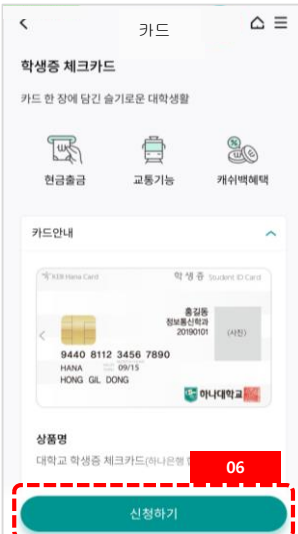 카드
학생증 체크카드
카드 한 장에 담긴 슬기로운 대학생활
현금출금 교통기능 캐쉬백혜택
카드안내
KEB Hana Card 학 생 증 Student ID Card
홍길동
정보통신학과
20190101
(사진)
9440 8112 3456 7890
HANA 09/15
HONG GIL DONG
하나대학교
상품명
대학교 학생증 체크카드(하나은행
06
신청하기